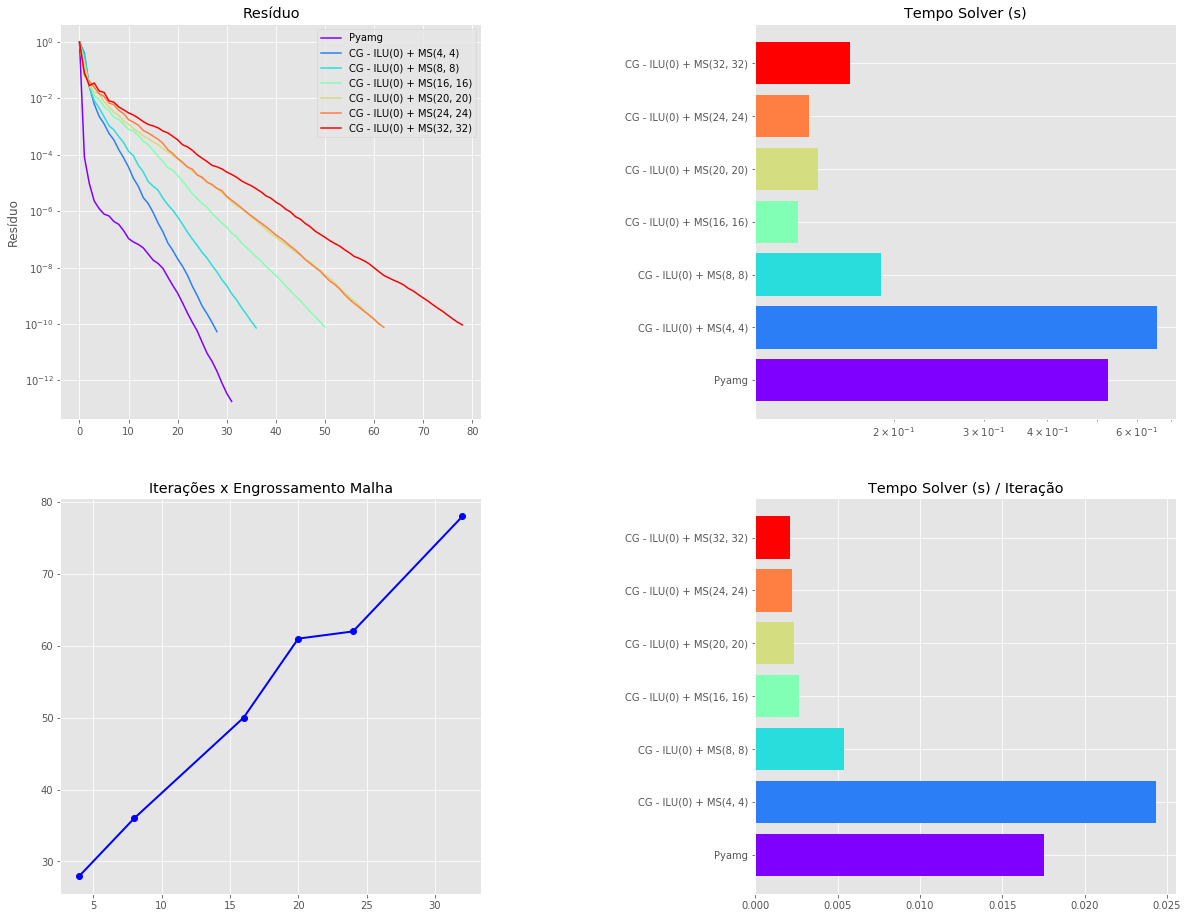 Resíduo
Resíduo
10^0
10^-2
10^-4
10^-6
10^-8
10^-10
10^-12
Pyamg
CG - ILU(0) + MS(4, 4)
CG - ILU(0) + MS(8, 8)
CG - ILU(0) + MS(16, 16)
CG - ILU(0) + MS(20, 20)
CG - ILU(0) + MS(24, 24)
CG - ILU(0) + MS(32, 32)
0 10 20 30 40 50 60 70 80
Tempo Solver (s)
CG - ILU(0) + MS(32, 32)
CG - ILU(0) + MS(24, 24)
CG - ILU(0) + MS(20, 20)
CG - ILU(0) + MS(16, 16)
CG - ILU(0) + MS(8, 8)
CG - ILU(0) + MS(4, 4)
Pyamg
2 × 10^-1 3 × 10^-1 4 × 10^-1 6 × 10^-1
Iterações x Engrossamento Malha
80
70
60
50
40
30
5 10 15 20 25 30
Tempo Solver (s) / Iteração
CG - ILU(0) + MS(32, 32)
CG - ILU(0) + MS(24, 24)
CG - ILU(0) + MS(20, 20)
CG - ILU(0) + MS(16, 16)
CG - ILU(0) + MS(8, 8)
CG - ILU(0) + MS(4, 4)
Pyamg
0.000 0.005 0.010 0.015 0.020 0.025